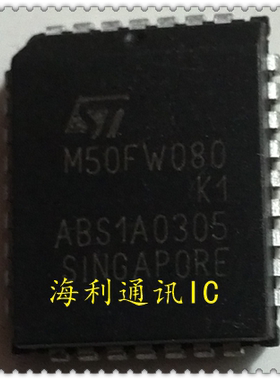 ST
M50FW080
K1
ABS1A0305
SINGAPORE
海利通讯IC